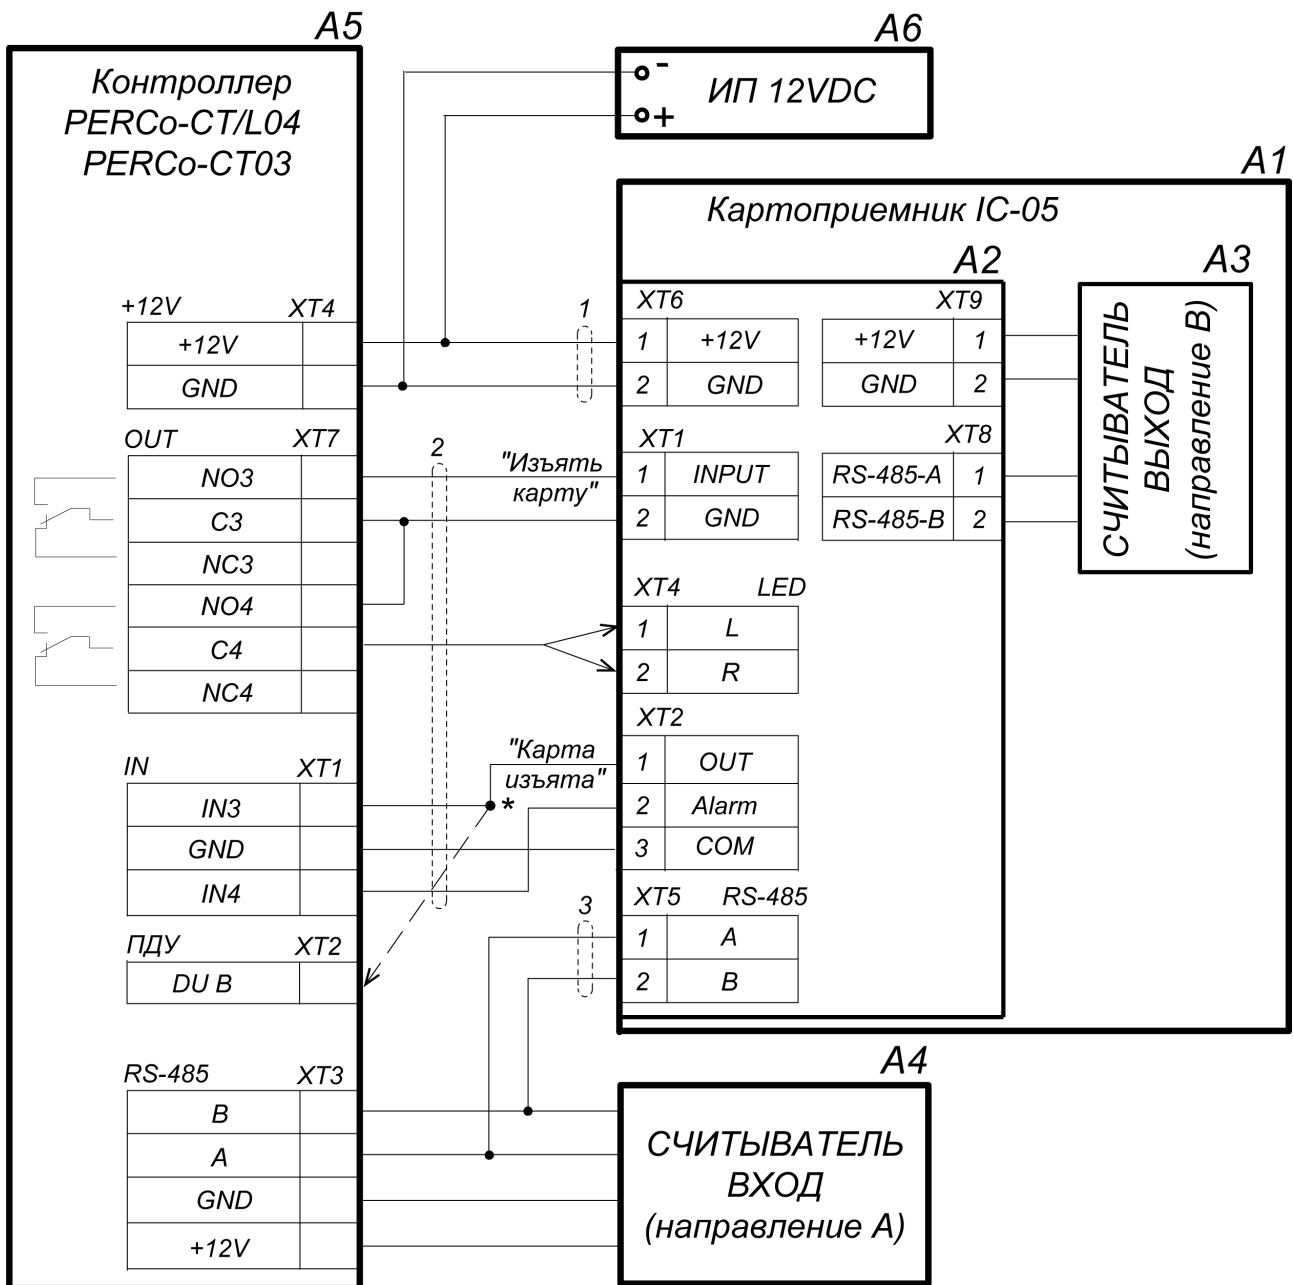 A5
Контроллер
PERCo-CT/L04
PERCo-CT03
A6
-
ИП 12VDC
+
A1
Картоприемник IC-05
A2
A3
+12V XT4
+12V
GND
OUT XT7
NO3
C3
NC3
NO4
C4
NC4
IN XT1
IN3
GND
IN4
ПДУ XT2
DU B
RS-485 XT3
B
A
GND
+12V
1
2
"Изъять
карту"
"Карта
изъята"
*
3
XT6
1 +12V
2 GND
XT1
1 INPUT
2 GND
XT4 LED
1 L
2 R
XT2
1 OUT
2 Alarm
3 COM
XT5 RS-485
1 A
2 B
XT9
+12V 1
GND 2
XT8
RS-485-A 1
RS-485-B 2
СЧИТЫВАТЕЛЬ
ВЫХОД
(направление B)
A4
СЧИТЫВАТЕЛЬ
ВХОД
(направление A)